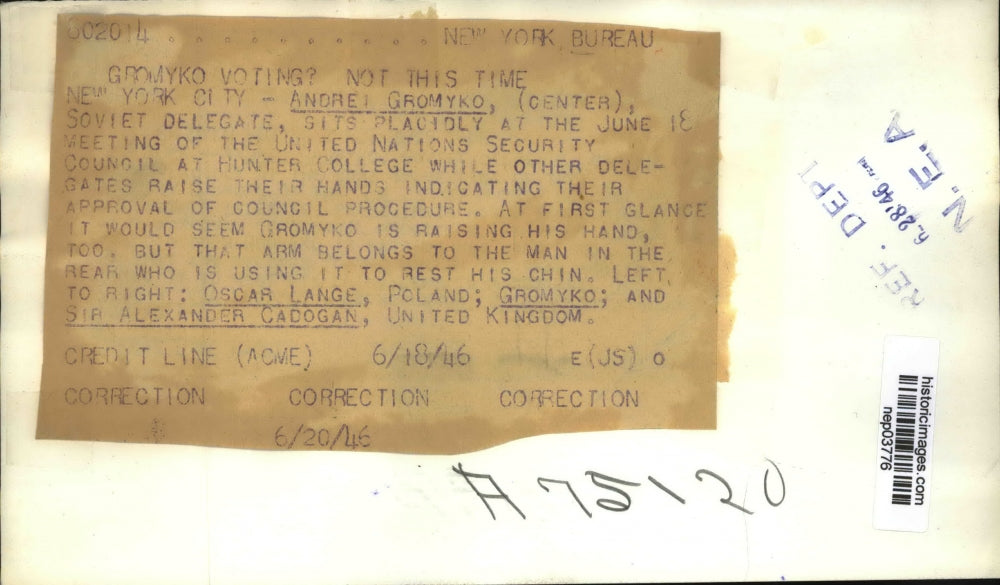 602014 . . . . . . . . . . . NEW YORK BUREAU
GROMYKO VOTING? NOT THIS TIME
NEW YORK CITY - ANDREI GROMYKO, (CENTER),
SOVIET DELEGATE, SITS PLACIDLY AT THE JUNE 18
MEETING OF THE UNITED NATIONS SECURITY
COUNCIL AT HUNTER COLLEGE WHILE OTHER DELE-
GATES RAISE THEIR HANDS INDICATING THEIR
APPROVAL OF COUNCIL PROCEDURE. AT FIRST GLANCE
IT WOULD SEEM GROMYKO IS RAISING HIS HAND,
TOO. BUT THAT ARM BELONGS TO THE MAN IN THE
REAR WHO IS USING IT TO REST HIS CHIN. LEFT
TO RIGHT: OSCAR LANGE, POLAND; GROMYKO; AND
SIR ALEXANDER CADOGAN, UNITED KINGDOM.
CREDIT LINE (ACME) 6/18/46 E(JS) O
CORRECTION CORRECTION CORRECTION
6/20/46
A 75120
REF. DEPT
6.28.46
N.E.A
historicimages.com
nep03776